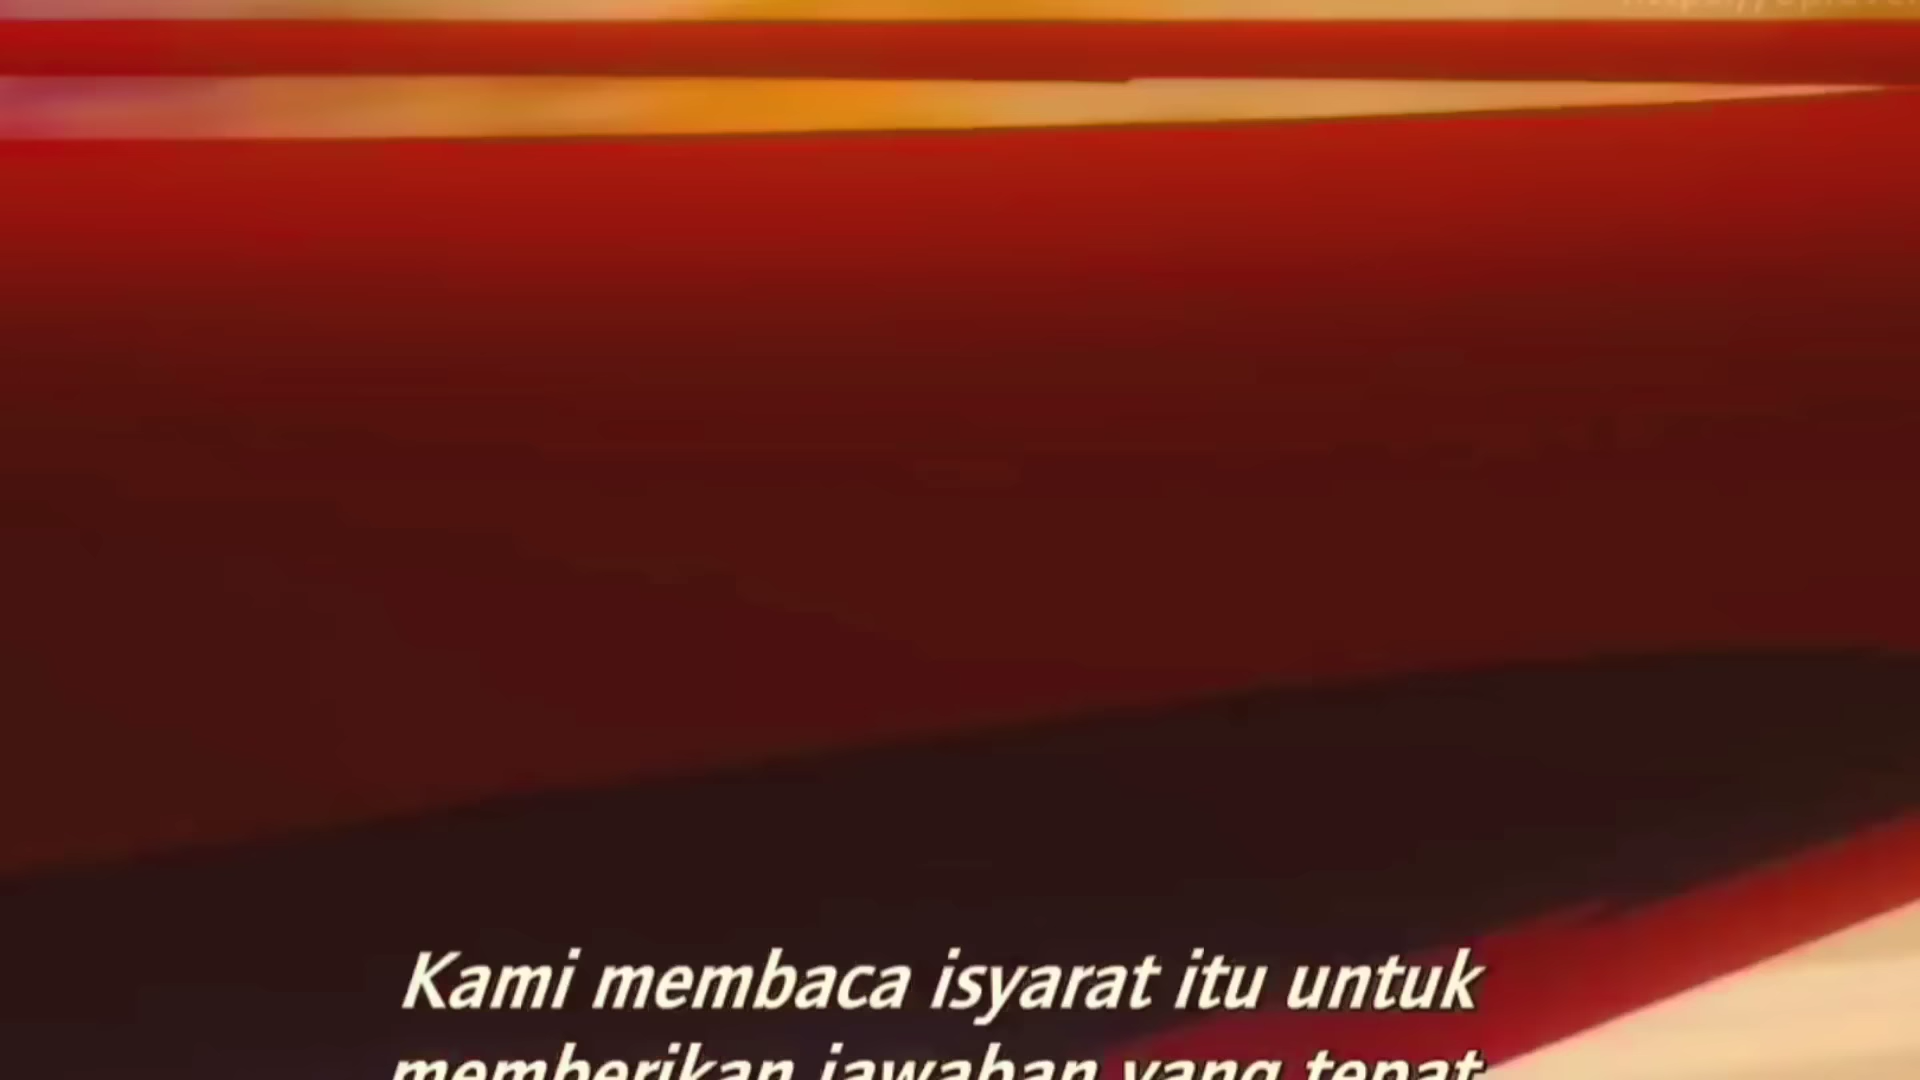 Kami membaca isyarat itu untuk
memberikan jawaban yang tepat